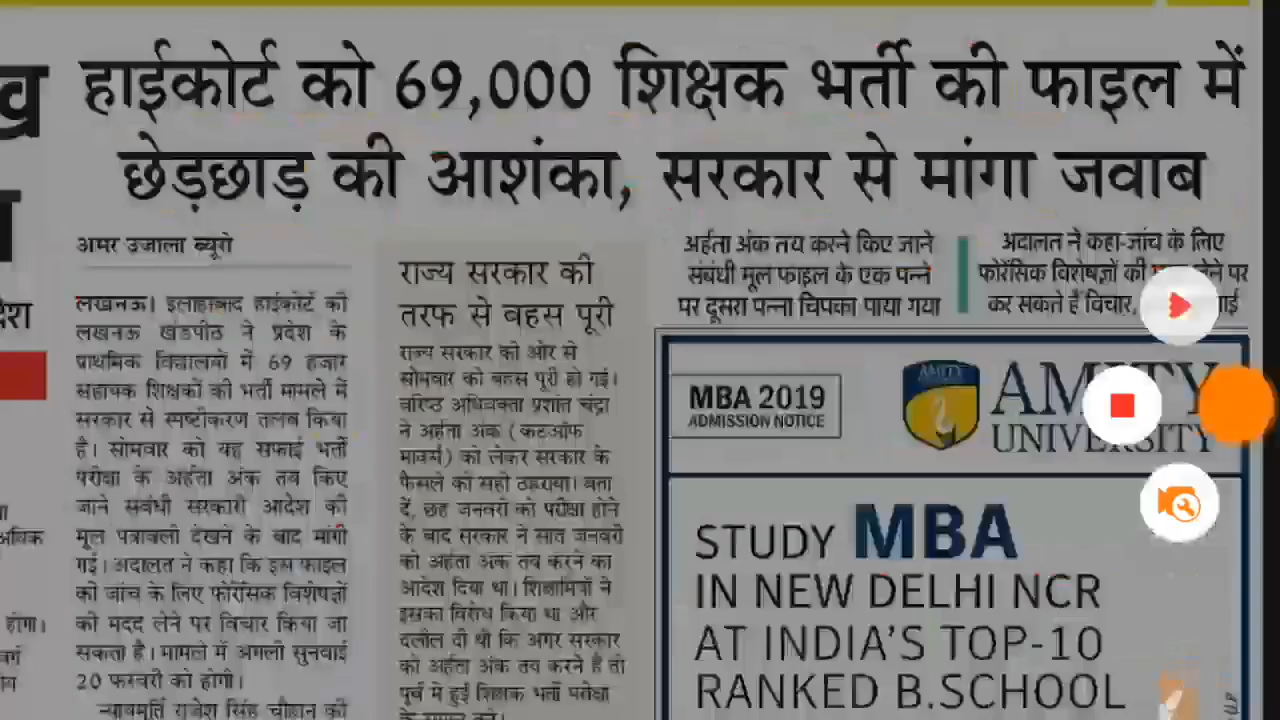 हाईकोर्ट को 69,000 शिक्षक भर्ती की फाइल में
छेड़छाड़ की आशंका, सरकार से मांगा जवाब
अमर उजाला ब्यूरो
लखनऊ। इलाहाबाद हाईकोर्ट की
लखनऊ खंडपीठ ने प्रदेश के
प्राथमिक विद्यालयों में 69 हजार
सहायक शिक्षकों की भर्ती मामले में
सरकार से स्पष्टीकरण तलब किया
है। सोमवार को यह सफाई भर्ती
परीक्षा के अर्हता अंक तय किए
जाने संबंधी सरकारी आदेश की
मूल पत्रावली देखने के बाद मांगी
गई। अदालत ने कहा कि इस फाइल
की जांच के लिए फोरेंसिक विशेषज्ञों
की मदद लेने पर विचार किया जा
सकता है। मामले में अगली सुनवाई
20 फरवरी को होगी।
न्यायमूर्ति राजेश सिंह चौहान की
राज्य सरकार की
तरफ से बहस पूरी
राज्य सरकार की ओर से
सोमवार को बहस पूरी हो गई।
वरिष्ठ अधिवक्ता प्रशांत चंद्रा
ने अर्हता अंक (कटऑफ
मार्क्स) को लेकर सरकार के
फैसले को सही ठहराया। बता
दें, छह जनवरी को परीक्षा होने
के बाद सरकार ने सात जनवरी
को अर्हता अंक तय करने का
आदेश दिया था। शिक्षामित्रों ने
इसका विरोध किया था और
दलील दी थी कि अगर सरकार
को अर्हता अंक तय करने हैं तो
पूर्व में हुई शिक्षक भर्ती परीक्षा
अर्हता अंक तय करने किए जाने
संबंधी मूल फाइल के एक पन्ने
पर दूसरा पन्ना चिपका पाया गया
अदालत ने कहा-जांच के लिए
फोरेंसिक विशेषज्ञों की लेने पर
कर सकते हैं विचार,
MBA 2019
ADMISSION NOTICE
AMITY
AMITY
UNIVERSITY
STUDY MBA
IN NEW DELHI NCR
AT INDIA'S TOP-10
RANKED B.SCHOOL